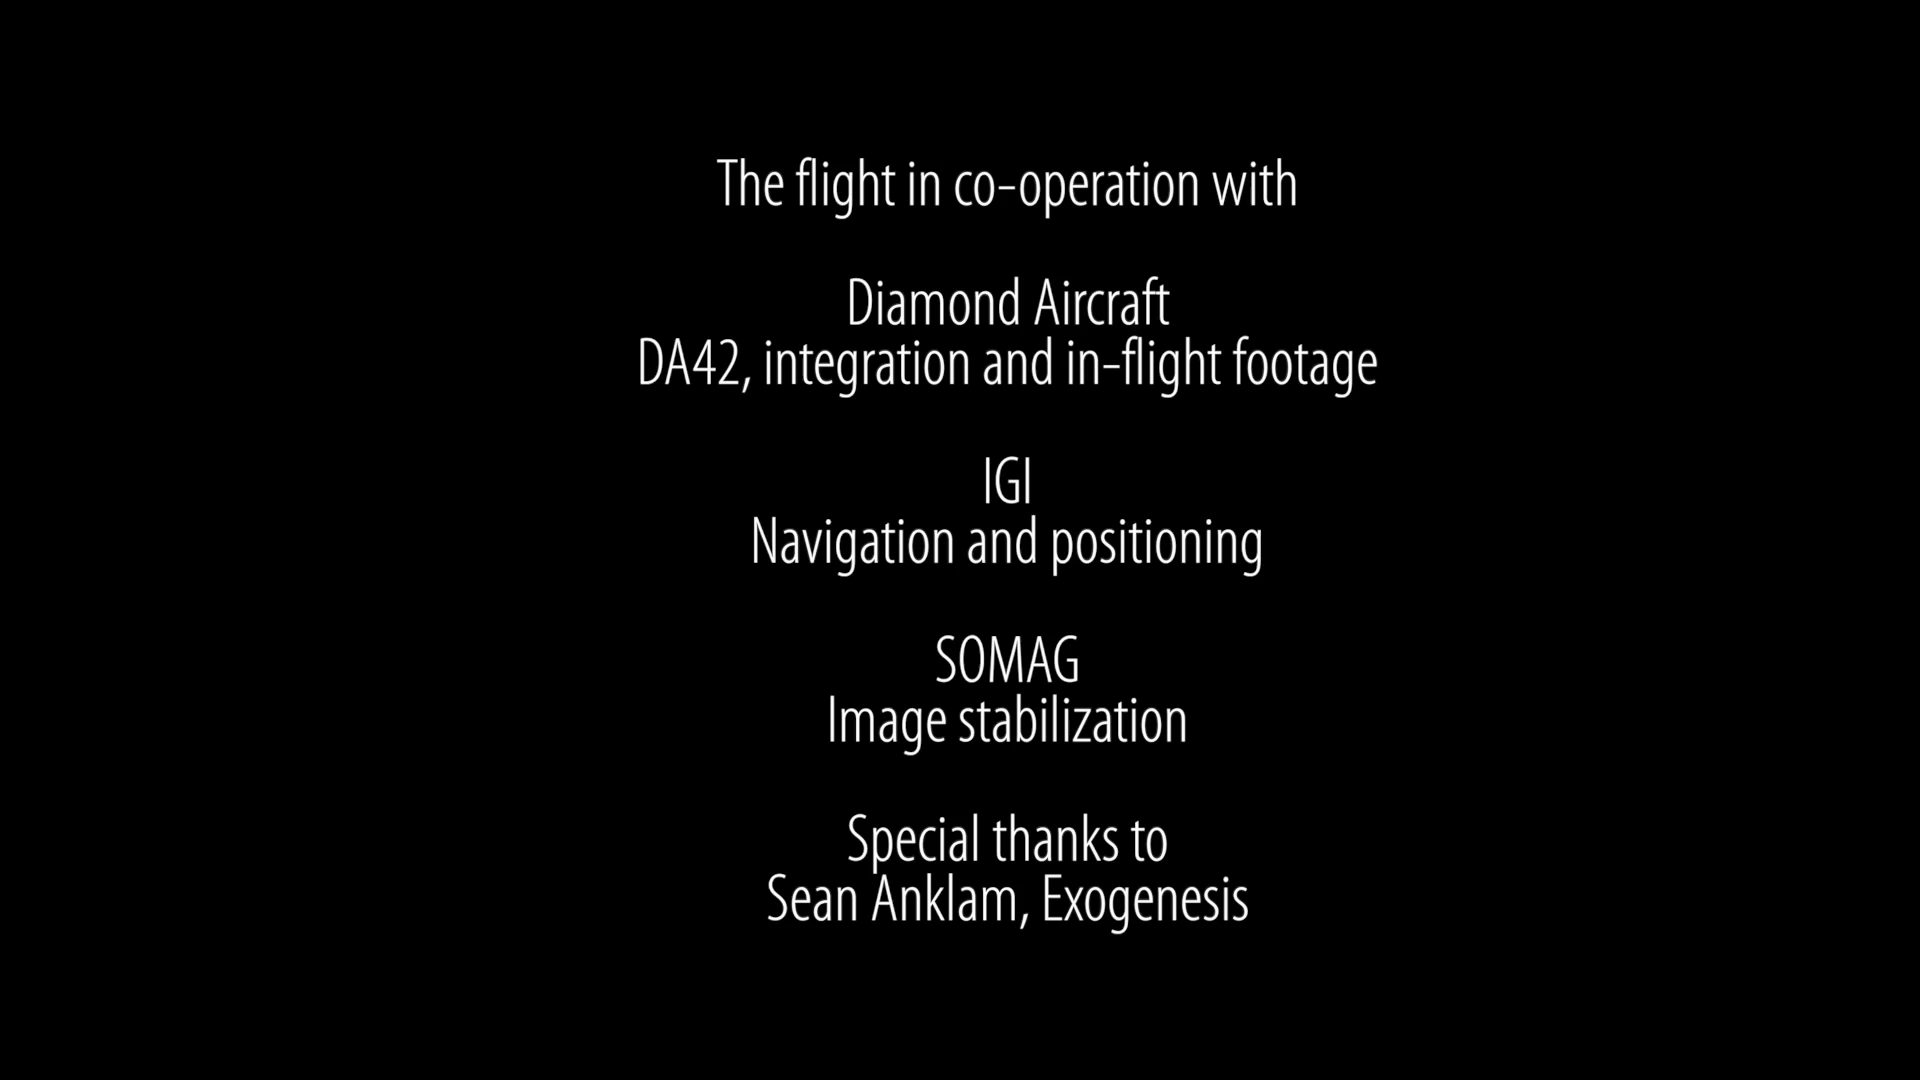 The flight in co-operation with
Diamond Aircraft
DA42, integration and in-flight footage
IGI
Navigation and positioning
SOMAG
Image stabilization
Special thanks to
Sean Anklam, Exogenesis